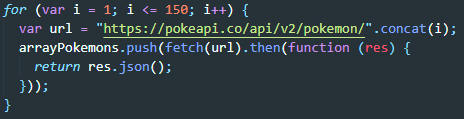 for (var i = 1; i <= 150; i++) {
  var url = "https://pokeapi.co/api/v2/pokemon/".concat(i);
  arrayPokemons.push(fetch(url).then(function (res) {
    return res.json();
  }));
}